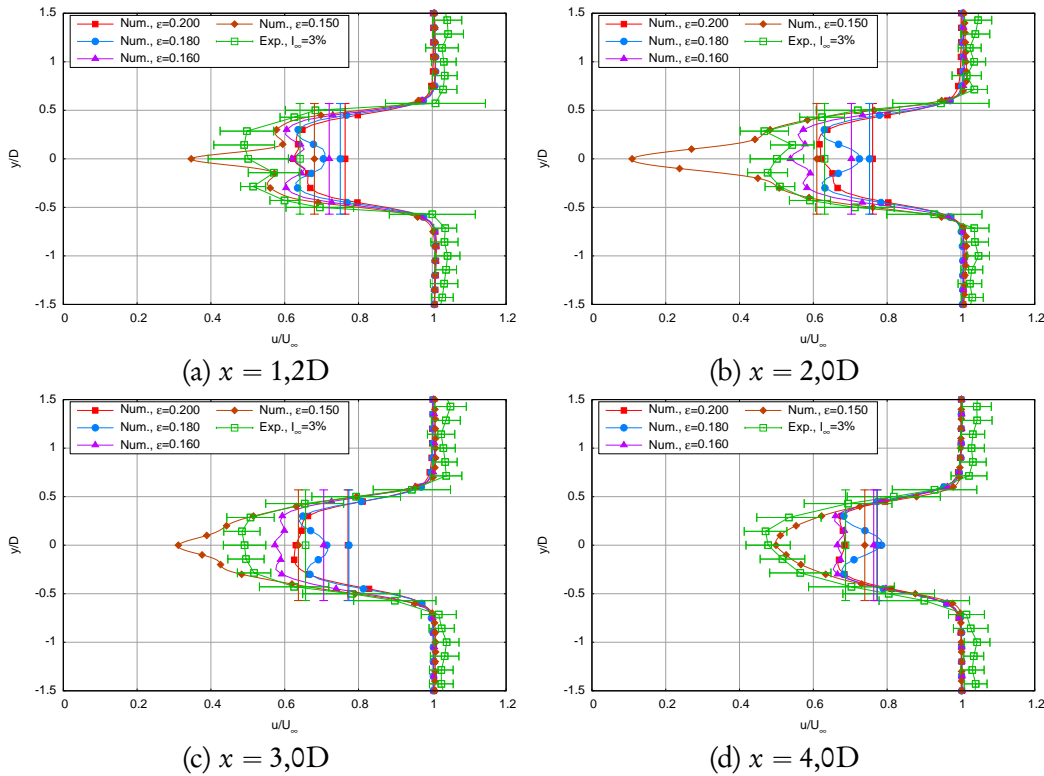 1.5
1
0.5
0
-0.5
-1
-1.5
y/D
Num., ε=0.200
Num., ε=0.180
Num., ε=0.160
Num., ε=0.150
Exp., I∞=3%
0 0.2 0.4 0.6 0.8 1 1.2
u/U∞
(a) x = 1,2D
1.5
1
0.5
0
-0.5
-1
-1.5
y/D
Num., ε=0.200
Num., ε=0.180
Num., ε=0.160
Num., ε=0.150
Exp., I∞=3%
0 0.2 0.4 0.6 0.8 1 1.2
u/U∞
(b) x = 2,0D
1.5
1
0.5
0
-0.5
-1
-1.5
y/D
Num., ε=0.200
Num., ε=0.180
Num., ε=0.160
Num., ε=0.150
Exp., I∞=3%
0 0.2 0.4 0.6 0.8 1 1.2
u/U∞
(c) x = 3,0D
1.5
1
0.5
0
-0.5
-1
-1.5
y/D
Num., ε=0.200
Num., ε=0.180
Num., ε=0.160
Num., ε=0.150
Exp., I∞=3%
0 0.2 0.4 0.6 0.8 1 1.2
u/U∞
(d) x = 4,0D